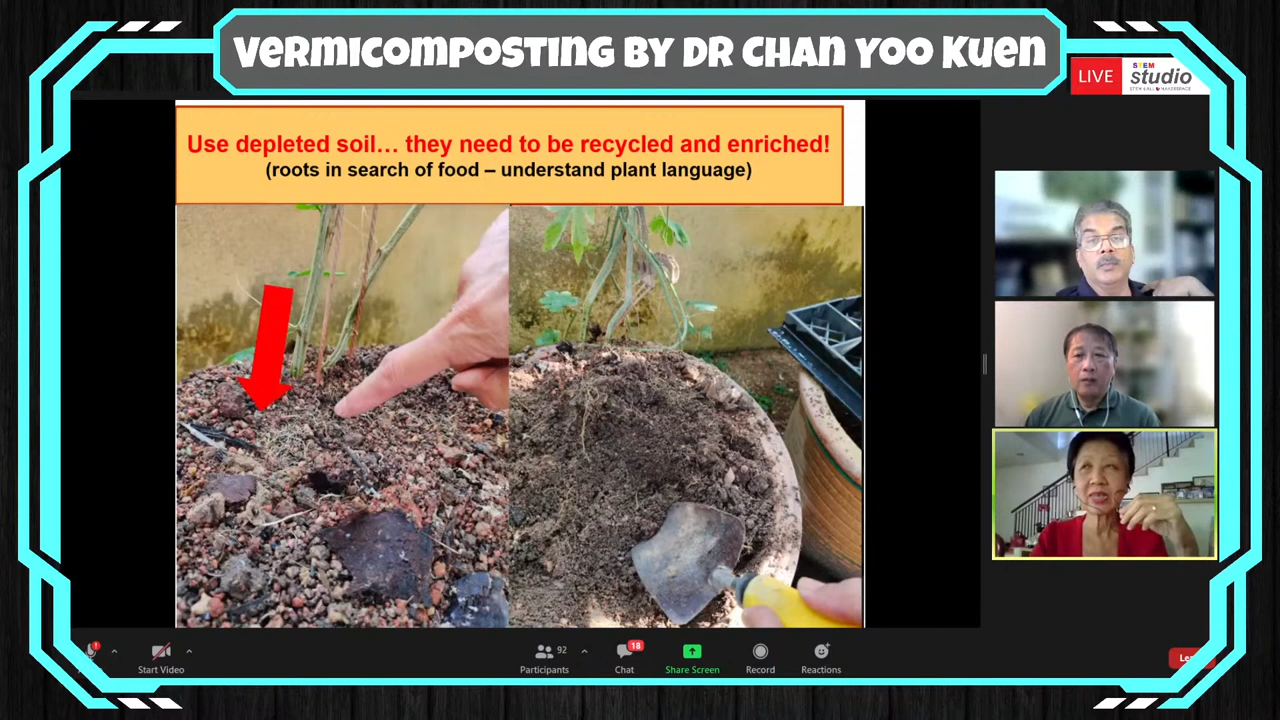 VERMICOMPOSTING BY DR CHAN YOO KUEN
LIVE
STEM
studio
Use depleted soil… they need to be recycled and enriched!
(roots in search of food – understand plant language)
Start Video
92
Participants
18
Chat
Share Screen
Record
Reactions